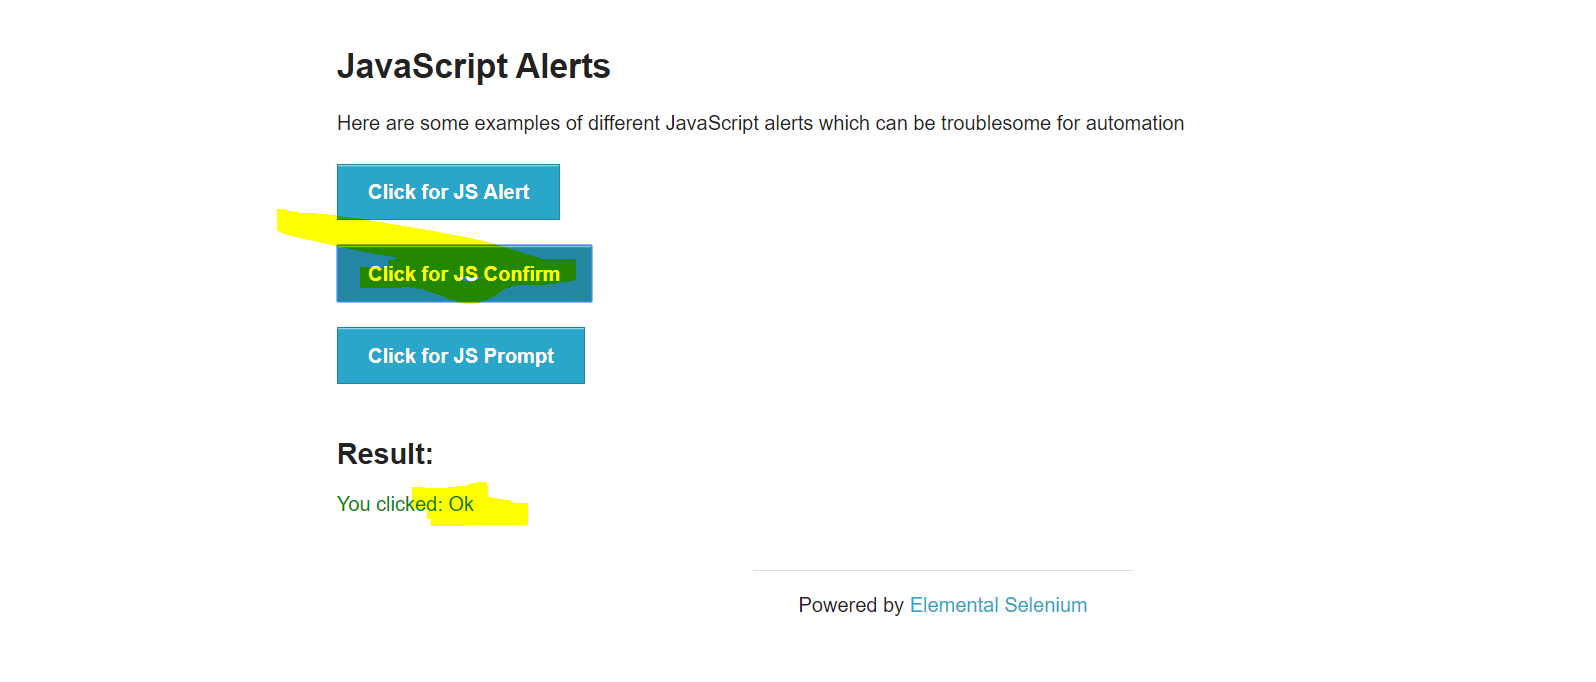 JavaScript Alerts
Here are some examples of different JavaScript alerts which can be troublesome for automation
Click for JS Alert
Click for JS Confirm
Click for JS Prompt
Result:
You clicked: Ok
Powered by Elemental Selenium